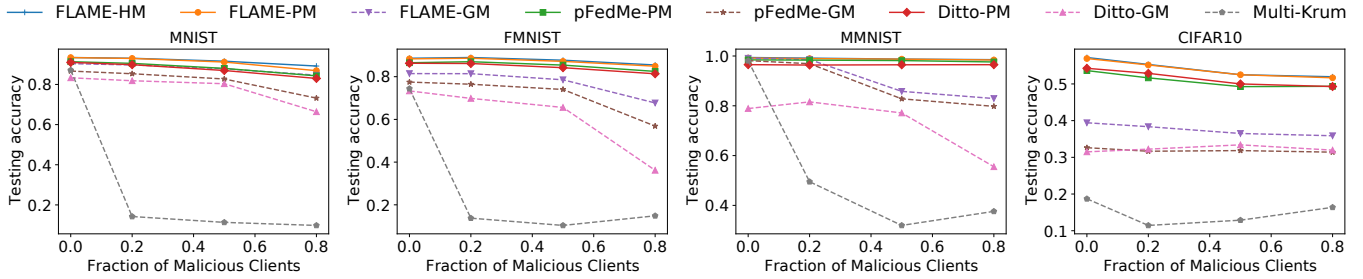 FLAME-HM FLAME-PM FLAME-GM pFedMe-PM pFedMe-GM Ditto-PM Ditto-GM Multi-Krum
MNIST
Testing accuracy
0.8
0.6
0.4
0.2
0.0 0.2 0.4 0.6 0.8
Fraction of Malicious Clients
FMNIST
Testing accuracy
0.8
0.6
0.4
0.2
0.0 0.2 0.4 0.6 0.8
Fraction of Malicious Clients
MMNIST
Testing accuracy
1.0
0.8
0.6
0.4
0.0 0.2 0.4 0.6 0.8
Fraction of Malicious Clients
CIFAR10
Testing accuracy
0.5
0.4
0.3
0.2
0.1
0.0 0.2 0.4 0.6 0.8
Fraction of Malicious Clients